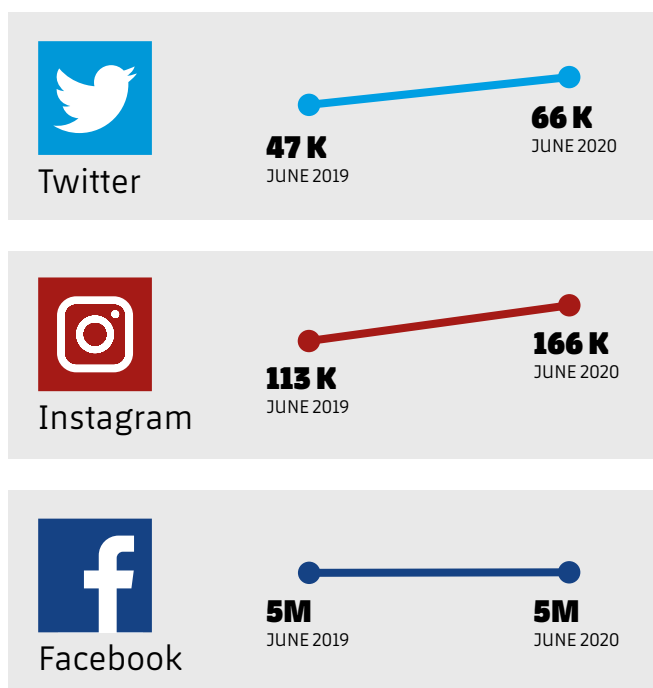 Twitter
47 K
JUNE 2019
66 K
JUNE 2020
Instagram
113 K
JUNE 2019
166 K
JUNE 2020
Facebook
5M
JUNE 2019
5M
JUNE 2020